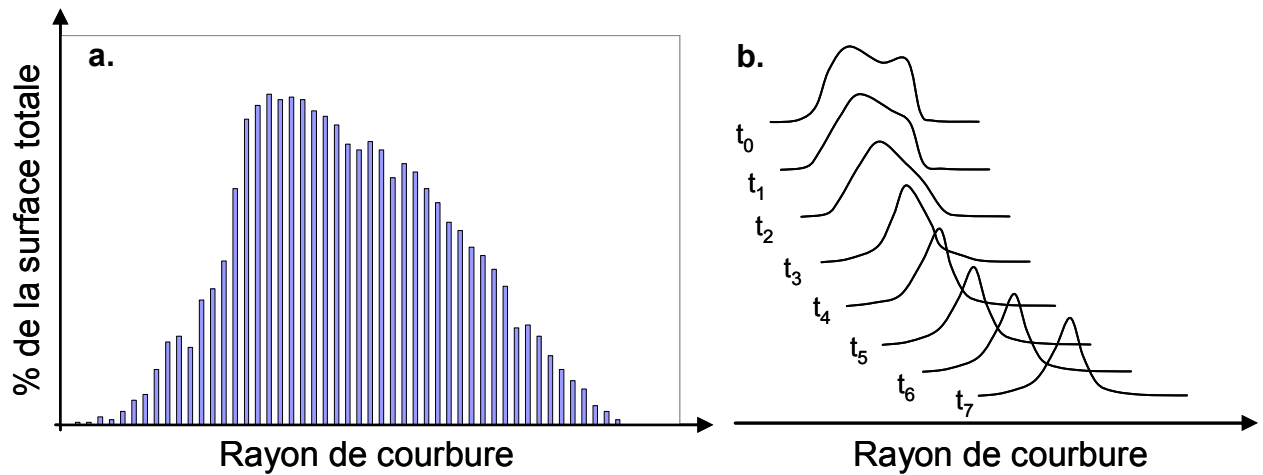 a.
% de la surface totale
Rayon de courbure
b.
t0
t1
t2
t3
t4
t5
t6
t7
Rayon de courbure